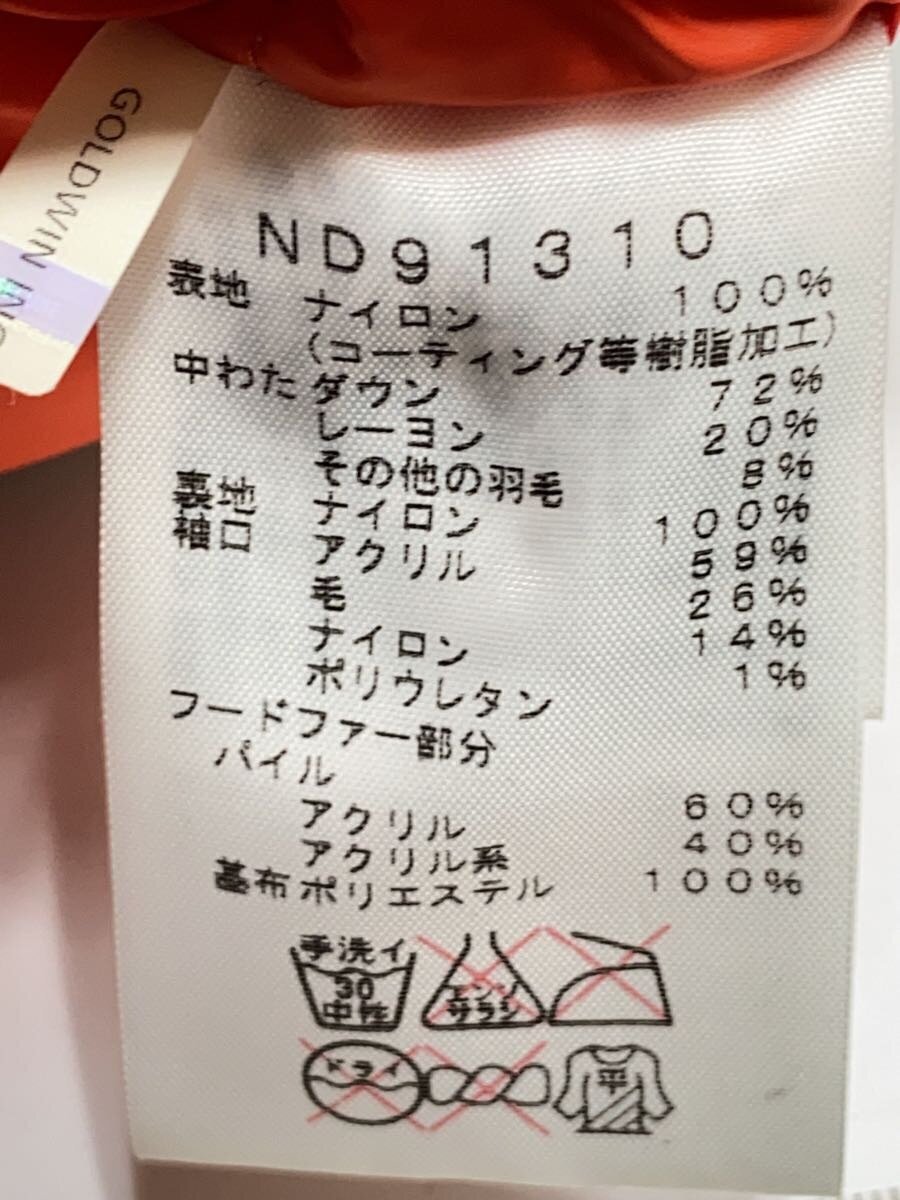 GOLDWIN INC
ND91310
表地 ナイロン 100%
(コーティング等樹脂加工)
中わた ダウン 72%
レーヨン 20%
その他の羽毛 8%
表地 ナイロン 100%
袖口 アクリル 59%
毛 26%
ナイロン 14%
ポリウレタン 1%
フードファー部分
パイル
アクリル 60%
アクリル系 40%
基布 ポリエステル 100%
手洗イ
30
中性
エンソ
サラシ
ドライ
平